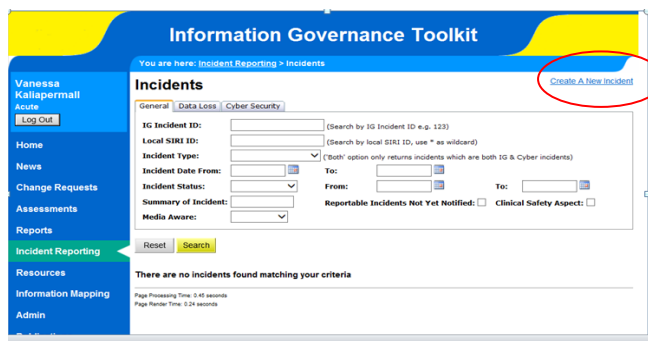 Information Governance Toolkit
You are here: Incident Reporting > Incidents
Vanessa
Kaliapermall
Acute
Log Out
Home
News
Change Requests
Assessments
Reports
Incident Reporting
Resources
Information Mapping
Admin
Incidents
Create A New Incident
General Data Loss Cyber Security
IG Incident ID: (Search by IG Incident ID e.g. 123)
Local SIRI ID: (Search by local SIRI ID, use * as wildcard)
Incident Type: ('Both' option only returns incidents which are both IG & Cyber incidents)
Incident Date From: To:
Incident Status: From: To:
Summary of Incident: Reportable Incidents Not Yet Notified: Clinical Safety Aspect:
Media Aware:
Reset Search
There are no incidents found matching your criteria
Page Processing Time: 0.45 seconds
Page Render Time: 0.24 seconds